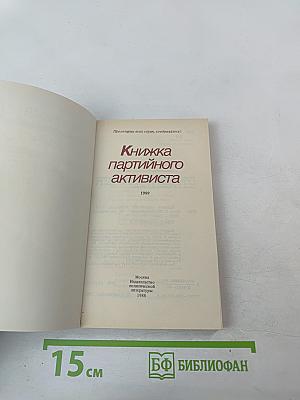 Пролетарии всех стран, соединяйтесь!
Книжка
партийного
активиста
1989
Москва
Издательство
политической
литературы
1988
15 см
БФ БИБЛИОФАН